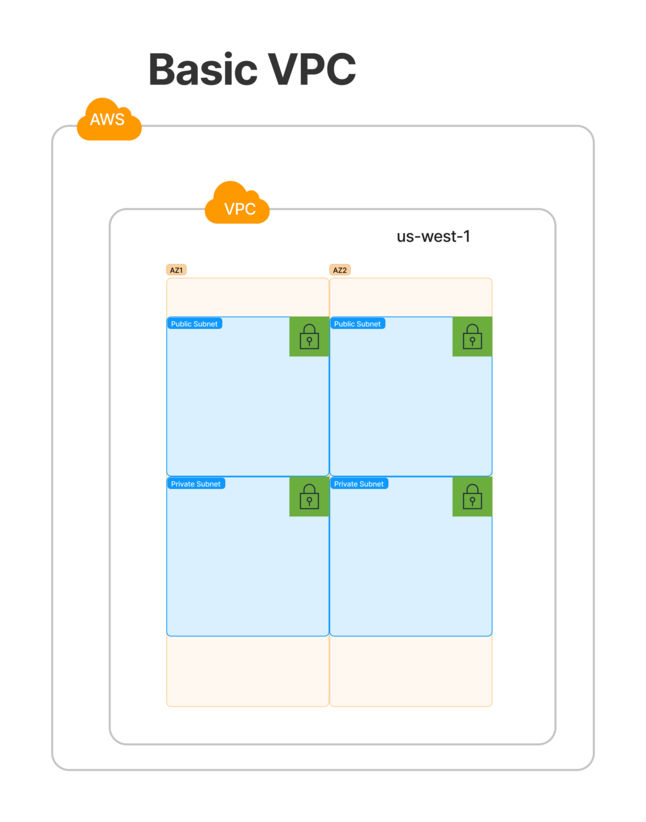 Basic VPC
AWS
VPC
us-west-1
AZ1
AZ2
Public Subnet
Public Subnet
Private Subnet
Private Subnet